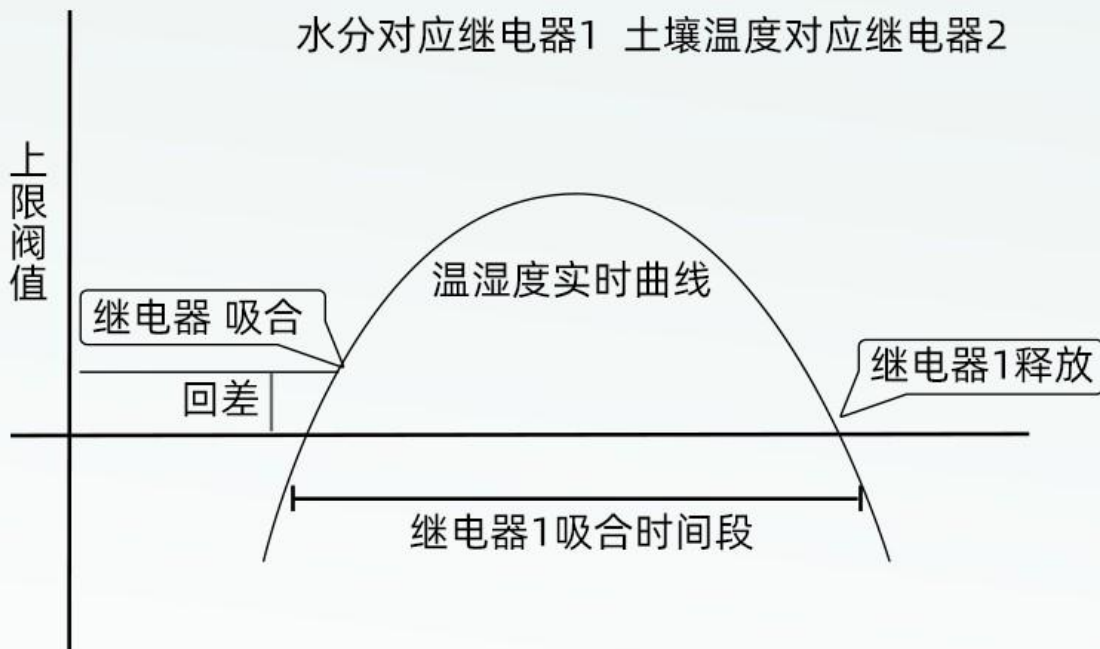 水分对应继电器1 土壤温度对应继电器2
上限阀值
温湿度实时曲线
继电器 吸合
继电器1释放
回差
继电器1吸合时间段